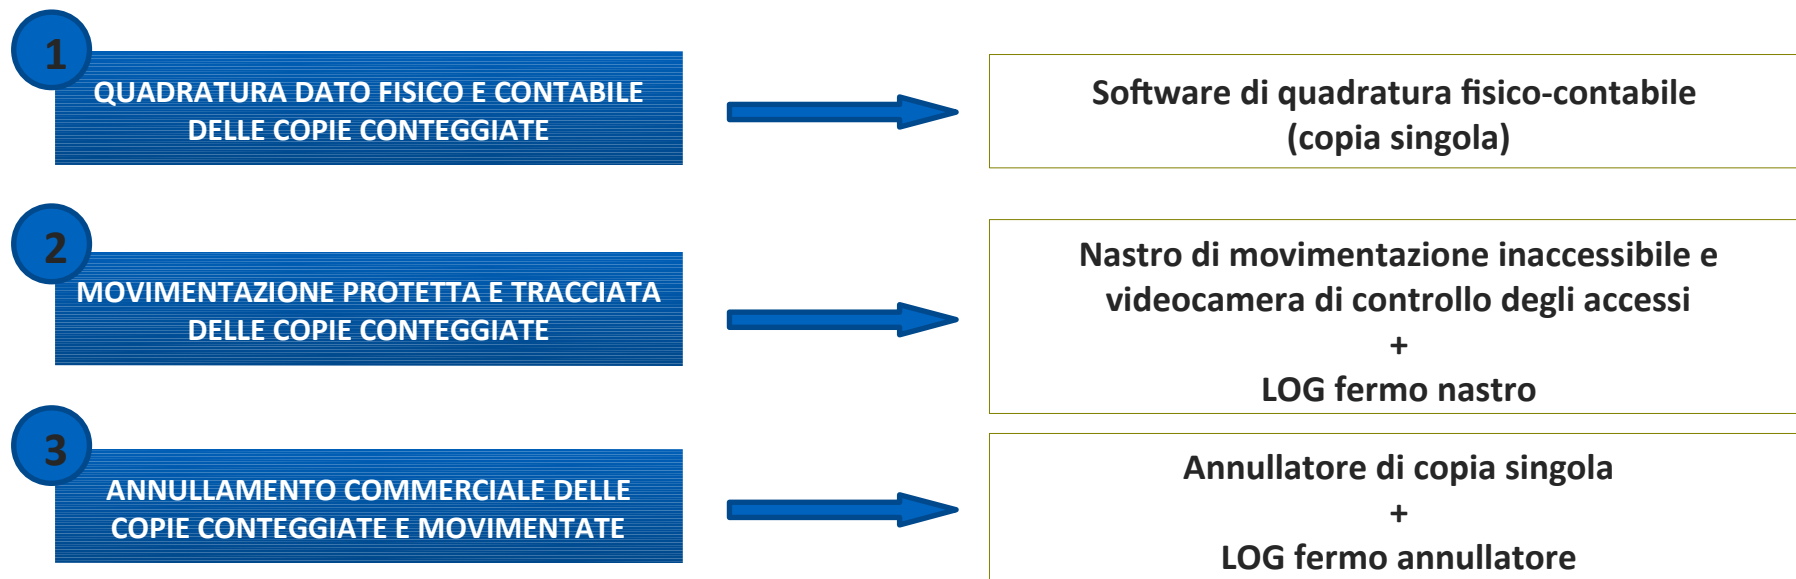 1
QUADRATURA DATO FISICO E CONTABILE
DELLE COPIE CONTEGGIATE
Software di quadratura fisico-contabile
(copia singola)
2
MOVIMENTAZIONE PROTETTA E TRACCIATA
DELLE COPIE CONTEGGIATE
Nastro di movimentazione inaccessibile e
videocamera di controllo degli accessi
+
LOG fermo nastro
3
ANNULLAMENTO COMMERCIALE DELLE
COPIE CONTEGGIATE E MOVIMENTATE
Annullatore di copia singola
+
LOG fermo annullatore